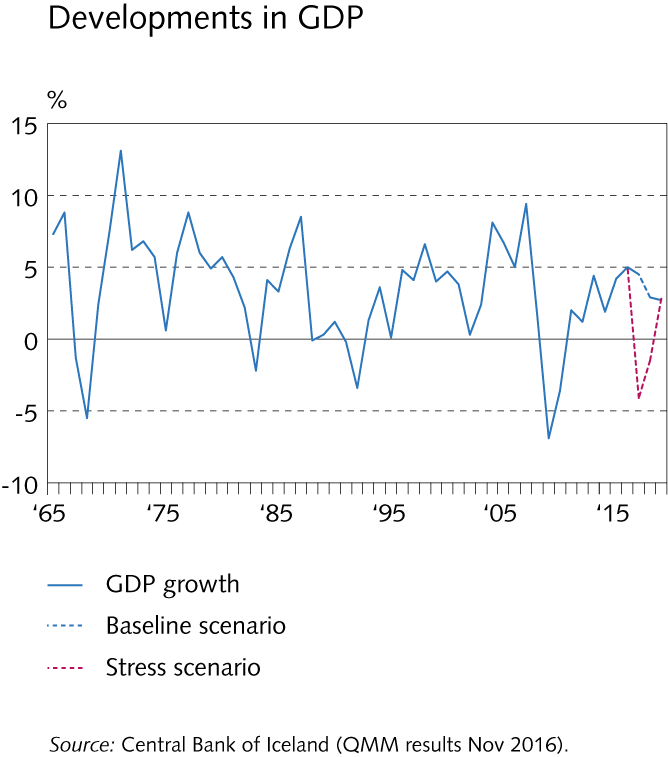 Developments in GDP
%
15
10
5
0
-5
-10
‘65 ‘75 ‘85 ‘95 ‘05 ‘15
GDP growth
Baseline scenario
Stress scenario
Source: Central Bank of Iceland (QMM results Nov 2016).